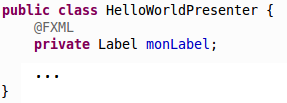 public class HelloWorldPresenter {
@FXML
private Label monLabel;
...
}